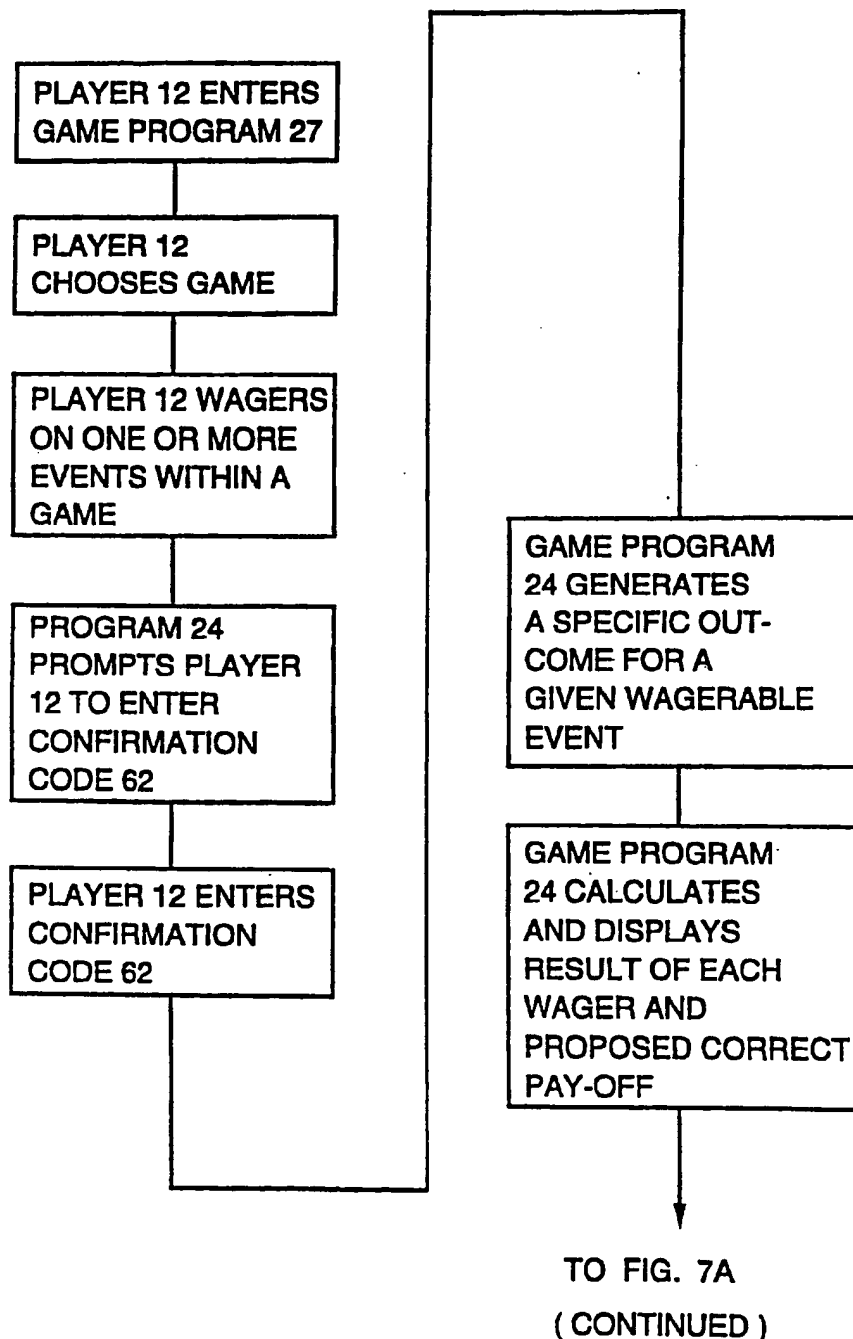 PLAYER 12 ENTERS
GAME PROGRAM 27
PLAYER 12
CHOOSES GAME
PLAYER 12 WAGERS
ON ONE OR MORE
EVENTS WITHIN A
GAME
PROGRAM 24
PROMPTS PLAYER
12 TO ENTER
CONFIRMATION
CODE 62
PLAYER 12 ENTERS
CONFIRMATION
CODE 62
GAME PROGRAM
24 GENERATES
A SPECIFIC OUT-
COME FOR A
GIVEN WAGERABLE
EVENT
GAME PROGRAM
24 CALCULATES
AND DISPLAYS
RESULT OF EACH
WAGER AND
PROPOSED CORRECT
PAY-OFF
TO FIG. 7A
( CONTINUED )